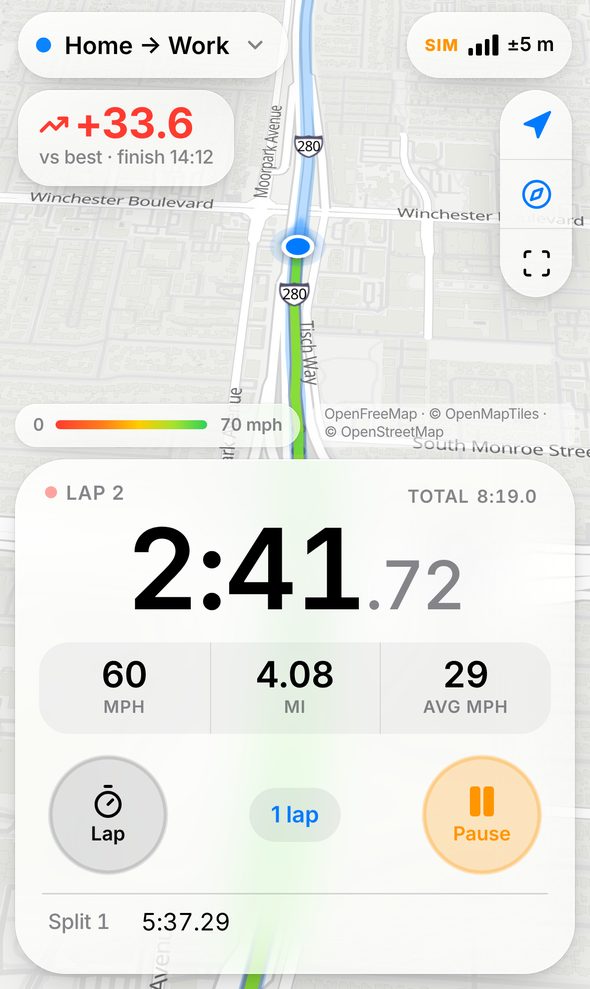 Home → Work
SIM ±5 m
+33.6
vs best · finish 14:12
280
Moorpark Avenue
Winchester Boulevard
Winchester Boulevard
280
Tisch Way
0 70 mph
OpenFreeMap · © OpenMapTiles ·
© OpenStreetMap
South Monroe Stree
LAP 2
TOTAL 8:19.0
2:41.72
60
MPH
4.08
MI
29
AVG MPH
Lap
1 lap
Pause
Split 1 5:37.29